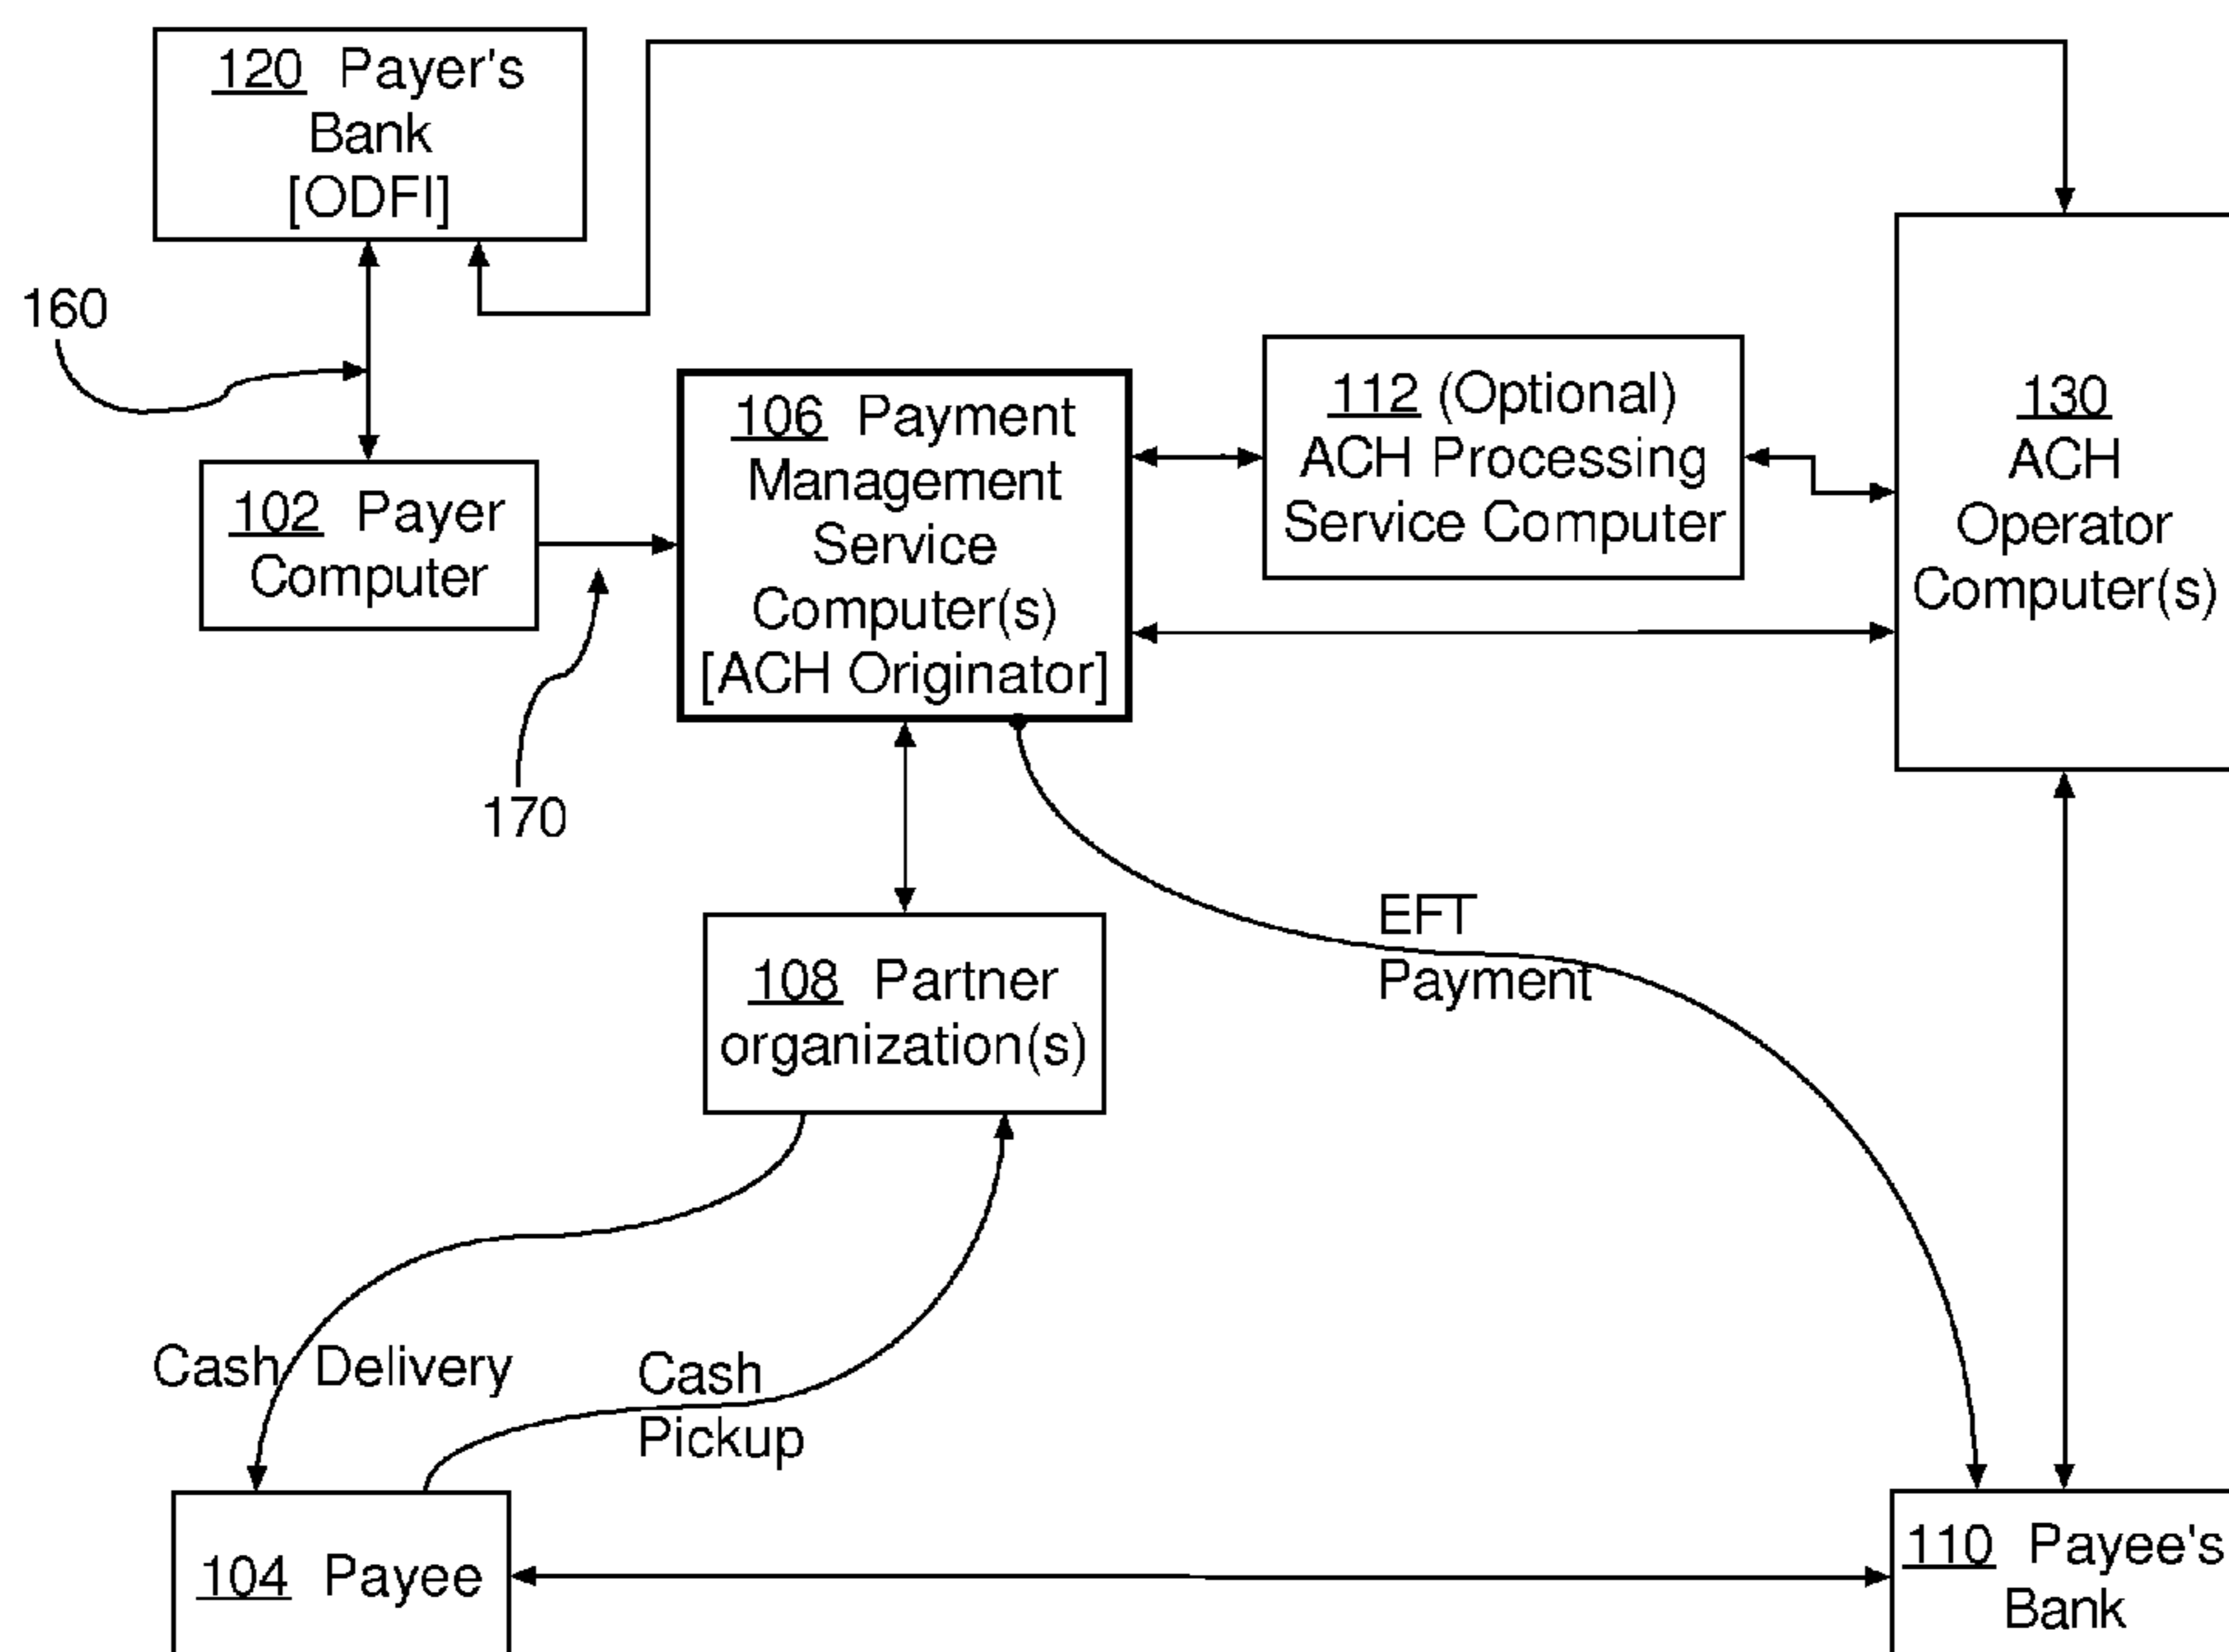 120 Payer's
Bank
[ODFI]
160
102 Payer
Computer
106 Payment
Management
Service
Computer(s)
[ACH Originator]
112 (Optional)
ACH Processing
Service Computer
130
ACH
Operator
Computer(s)
170
108 Partner
organization(s)
EFT
Payment
Cash Delivery
Cash
Pickup
104 Payee
110 Payee's
Bank